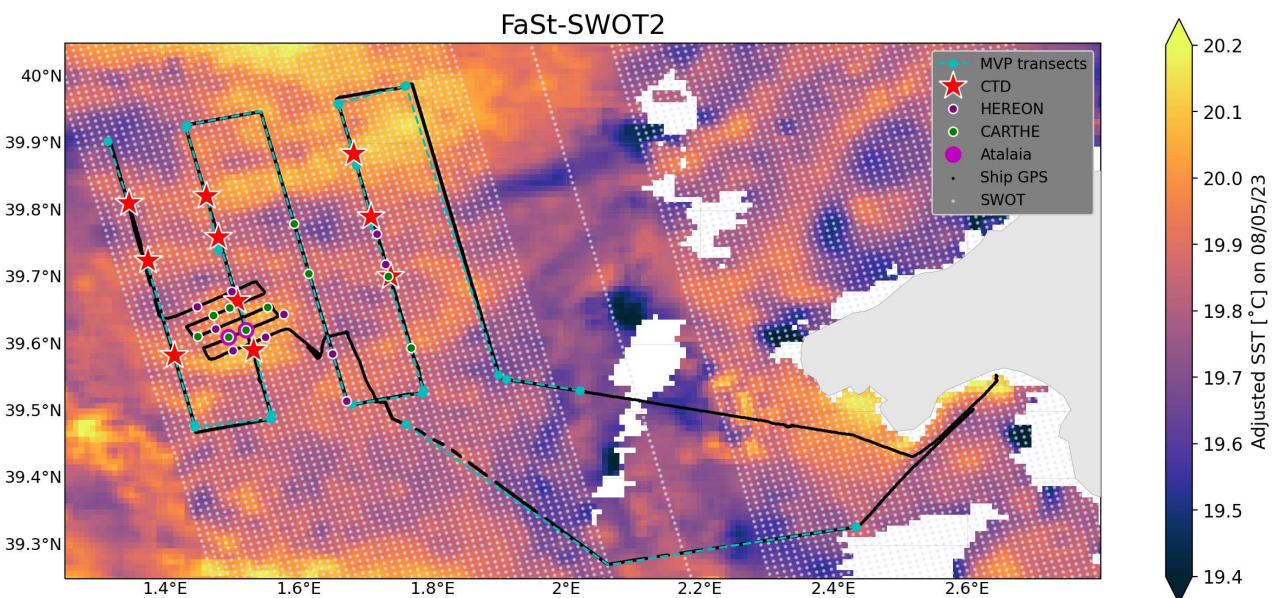 FaSt-SWOT2
40°N
39.9°N
39.8°N
39.7°N
39.6°N
39.5°N
39.4°N
39.3°N
1.4°E
1.6°E
1.8°E
2°E
2.2°E
2.4°E
2.6°E
MVP transects
CTD
HEREON
CARTHE
Atalaia
Ship GPS
SWOT
20.2
20.1
20.0
19.9
19.8
19.7
19.6
19.5
19.4
Adjusted SST [°C] on 08/05/23